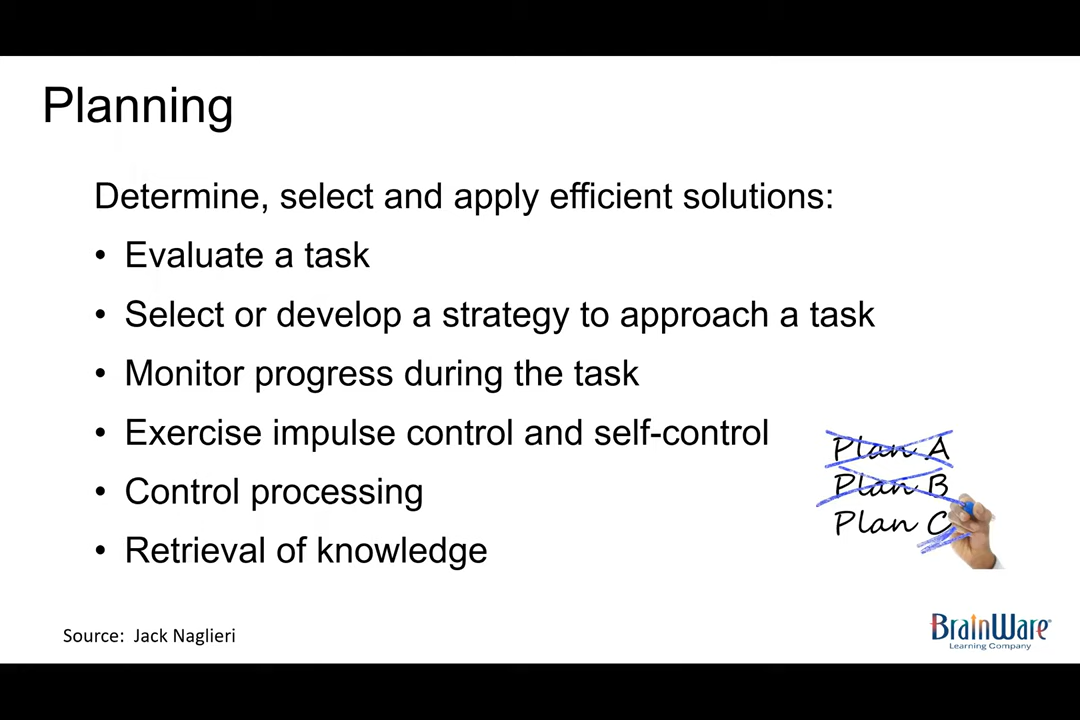 Planning
Determine, select and apply efficient solutions:
• Evaluate a task
• Select or develop a strategy to approach a task
• Monitor progress during the task
• Exercise impulse control and self-control
• Control processing
• Retrieval of knowledge
Plan A
Plan B
Plan C
Source: Jack Naglieri
BrainWare®
Learning Company